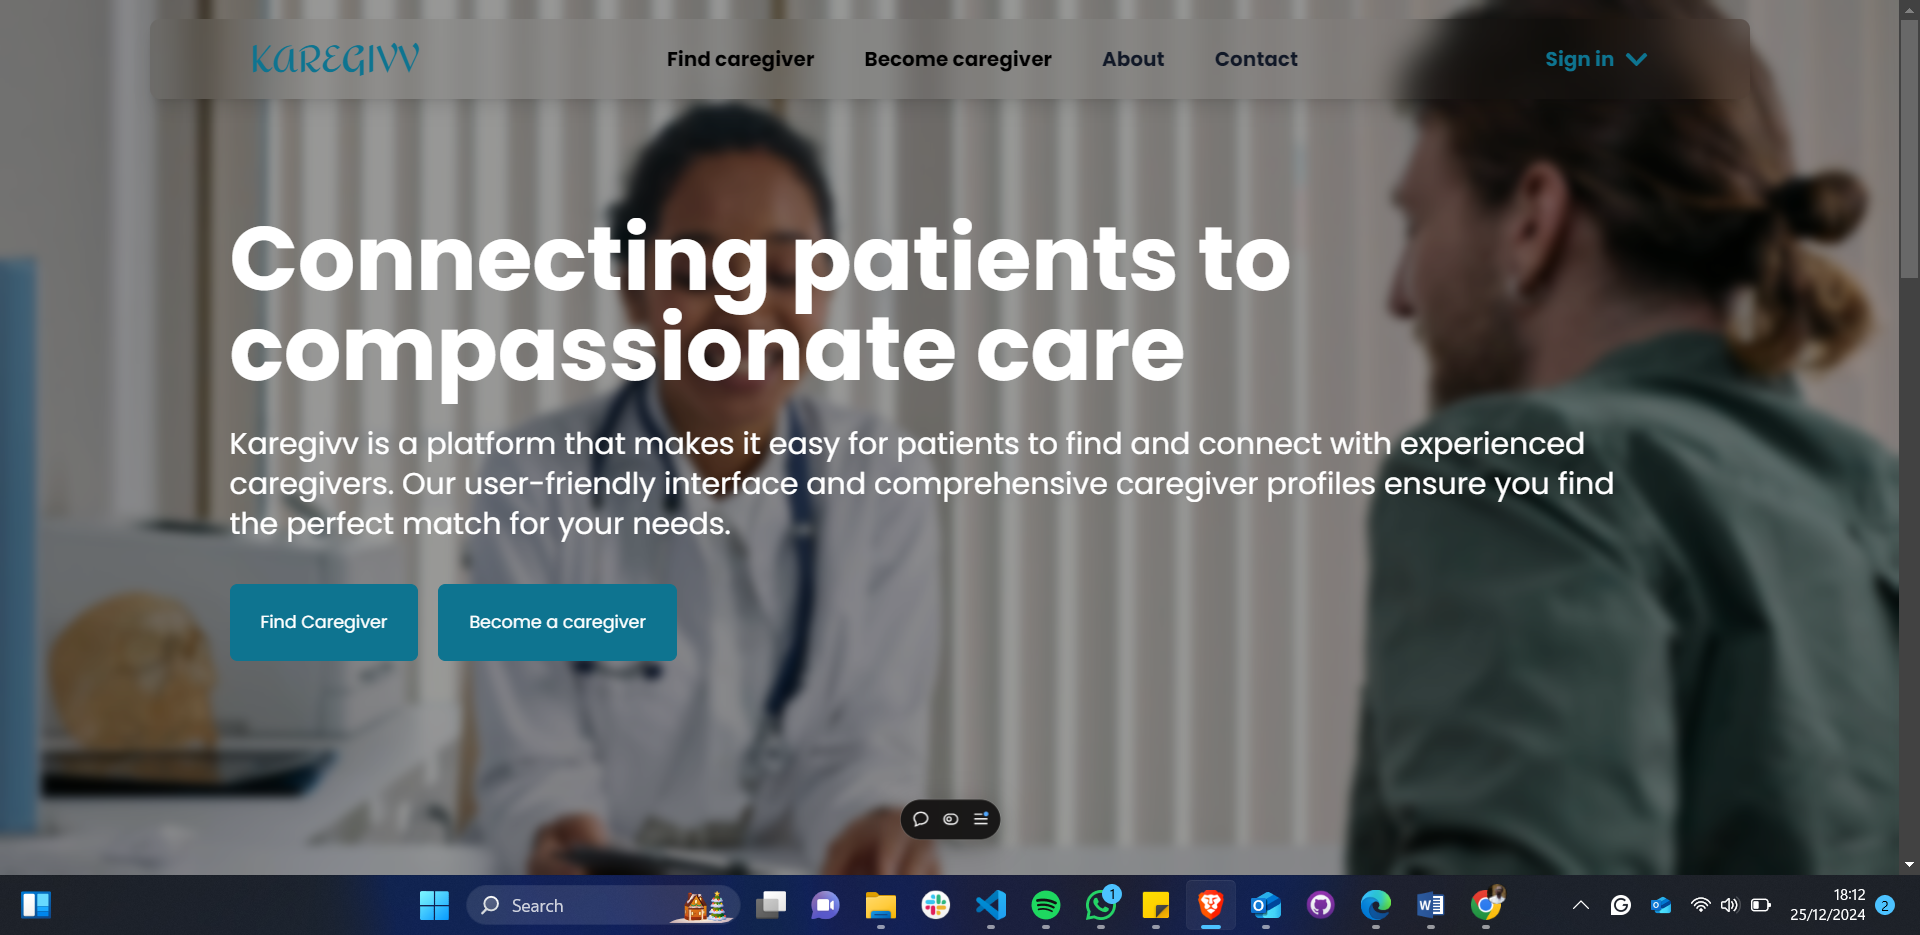 KAREGIVV
Find caregiver
Become caregiver
About
Contact
Sign in
Connecting patients to
compassionate care
Karegivv is a platform that makes it easy for patients to find and connect with experienced
caregivers. Our user-friendly interface and comprehensive caregiver profiles ensure you find
the perfect match for your needs.
Find Caregiver
Become a caregiver
Search
1
18:12
25/12/2024
2